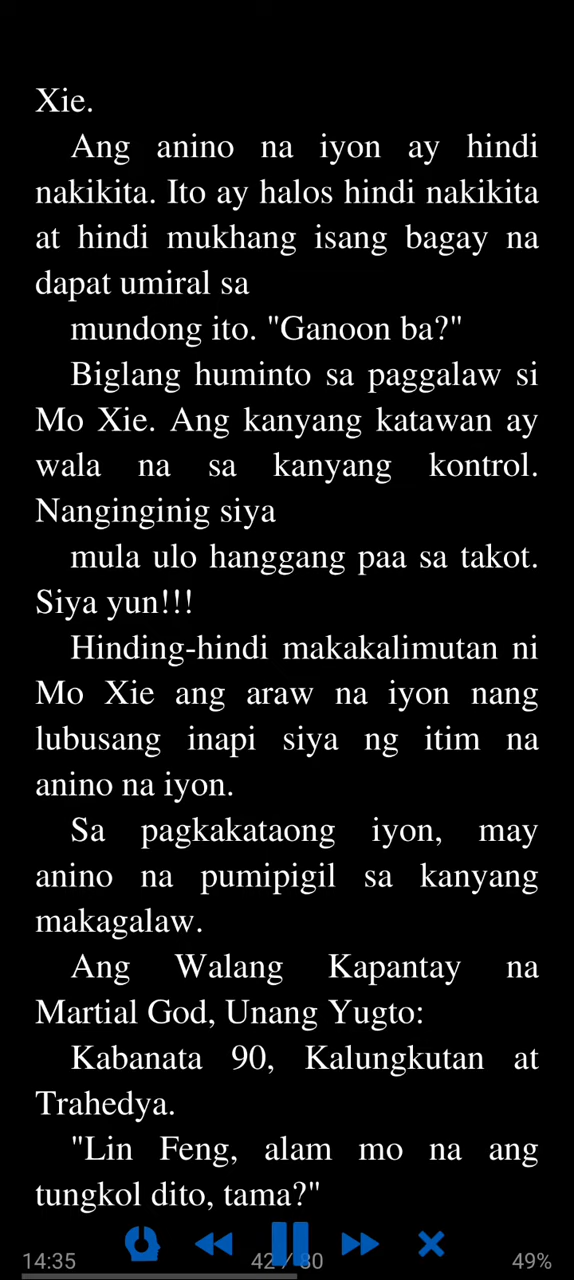 Xie.
Ang anino na iyon ay hindi
nakikita. Ito ay halos hindi nakikita
at hindi mukhang isang bagay na
dapat umiral sa
mundong ito. "Ganoon ba?"
Biglang huminto sa paggalaw si
Mo Xie. Ang kanyang katawan ay
wala na sa kanyang kontrol.
Nanginginig siya
mula ulo hanggang paa sa takot.
Siya yun!!!
Hinding-hindi makakalimutan ni
Mo Xie ang araw na iyon nang
lubusang inapi siya ng itim na
anino na iyon.
Sa pagkakataong iyon, may
anino na pumipigil sa kanyang
makagalaw.
Ang Walang Kapantay na
Martial God, Unang Yugto:
Kabanata 90, Kalungkutan at
Trahedya.
"Lin Feng, alam mo na ang
tungkol dito, tama?"
14:35 42 / 80 49%